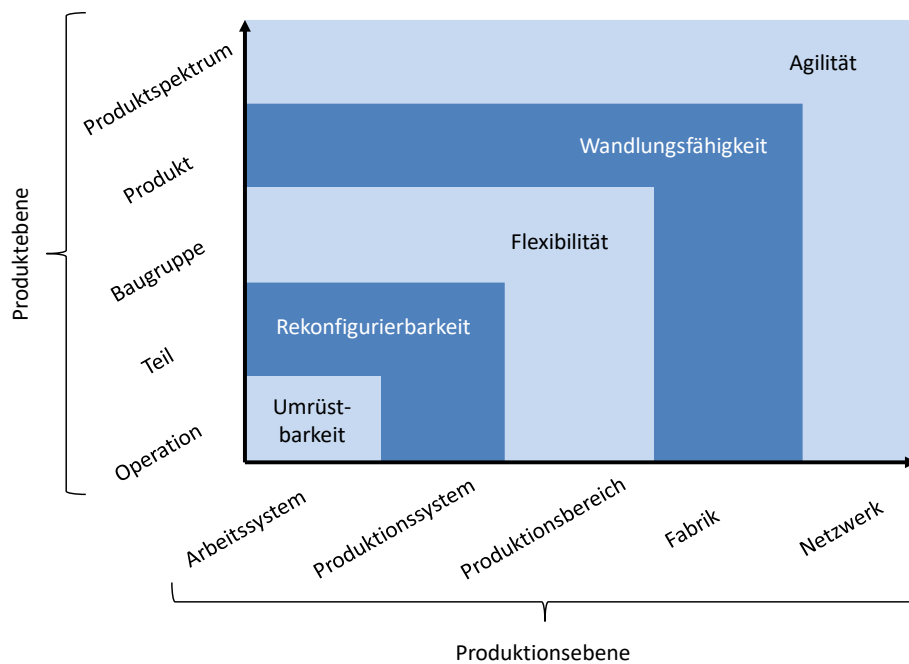 Agilität
Produktspektrum
Wandlungsfähigkeit
Produkt
Produktebene
Flexibilität
Baugruppe
Rekonfigurierbarkeit
Teil
Umrüst-
barkeit
Operation
Arbeitssystem
Produktionssystem
Produktionsbereich
Fabrik
Netzwerk
Produktionsebene